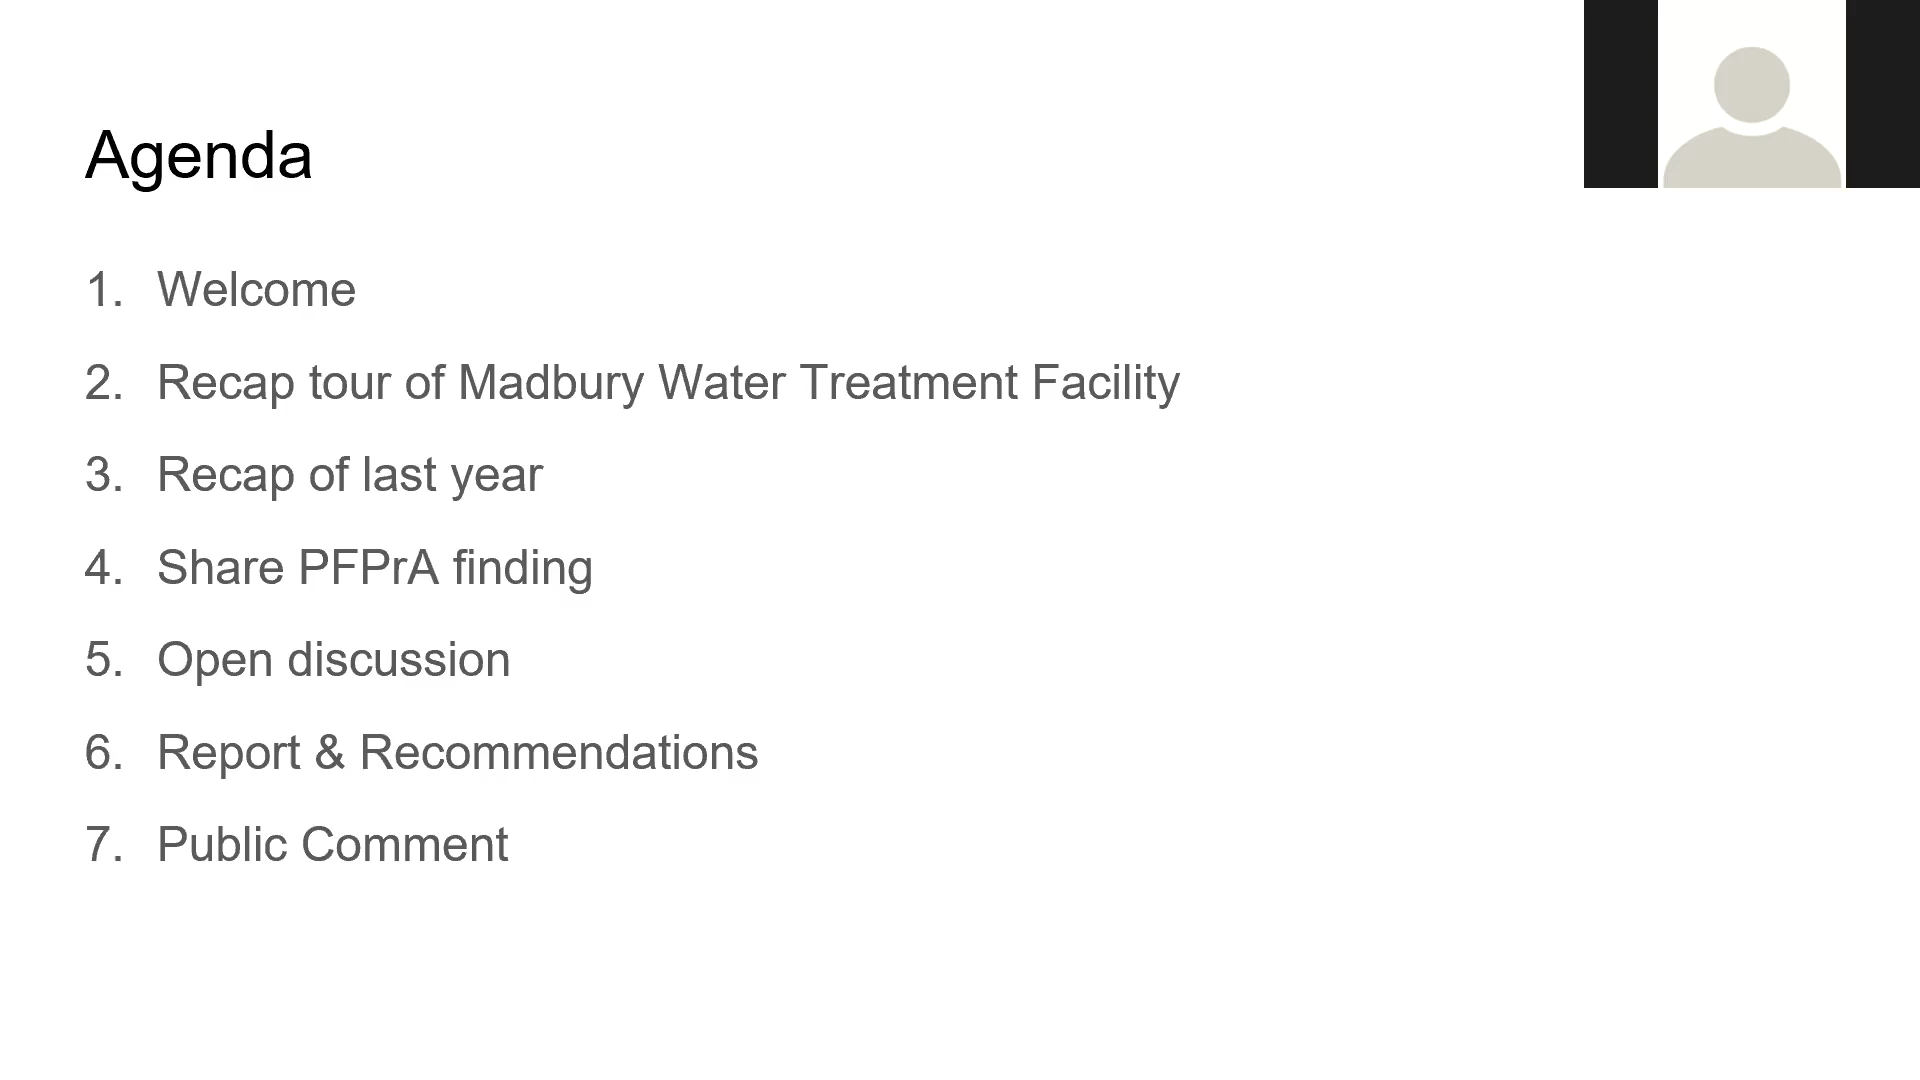 Agenda
1. Welcome
2. Recap tour of Madbury Water Treatment Facility
3. Recap of last year
4. Share PFPrA finding
5. Open discussion
6. Report & Recommendations
7. Public Comment